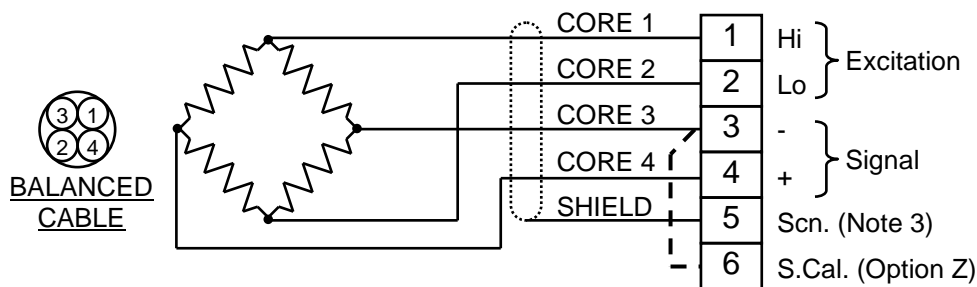 CORE 1
1 Hi
Excitation
CORE 2
2 Lo
3 1
2 4
BALANCED
CABLE
CORE 3
3 -
Signal
CORE 4
4 +
SHIELD
5 Scn. (Note 3)
6 S.Cal. (Option Z)